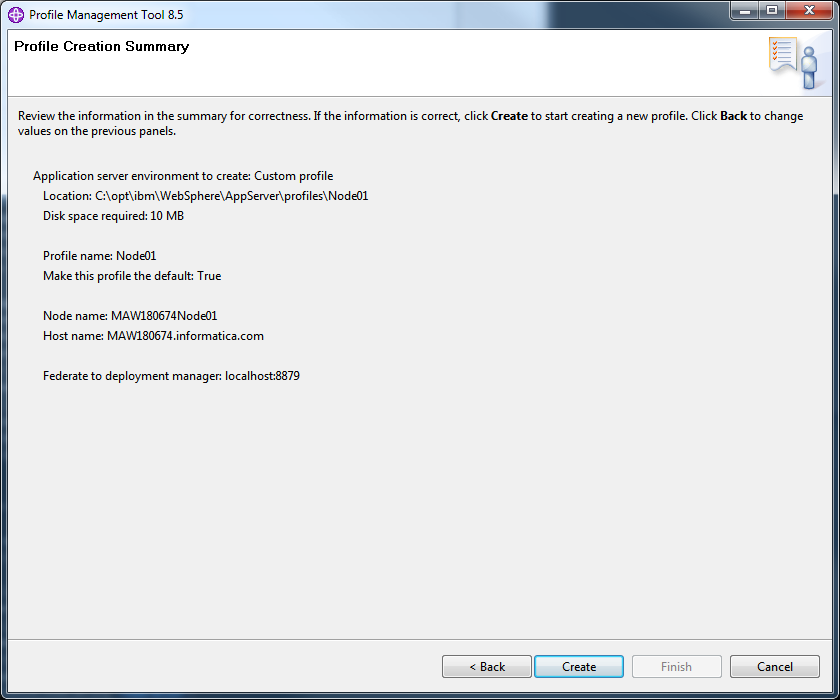 Profile Management Tool 8.5
Profile Creation Summary
Review the information in the summary for correctness. If the information is correct, click Create to start creating a new profile. Click Back to change
values on the previous panels.
Application server environment to create: Custom profile
Location: C:\opt\ibm\WebSphere\AppServer\profiles\Node01
Disk space required: 10 MB
Profile name: Node01
Make this profile the default: True
Node name: MAW180674Node01
Host name: MAW180674.informatica.com
Federate to deployment manager: localhost:8879
< Back
Create
Finish
Cancel